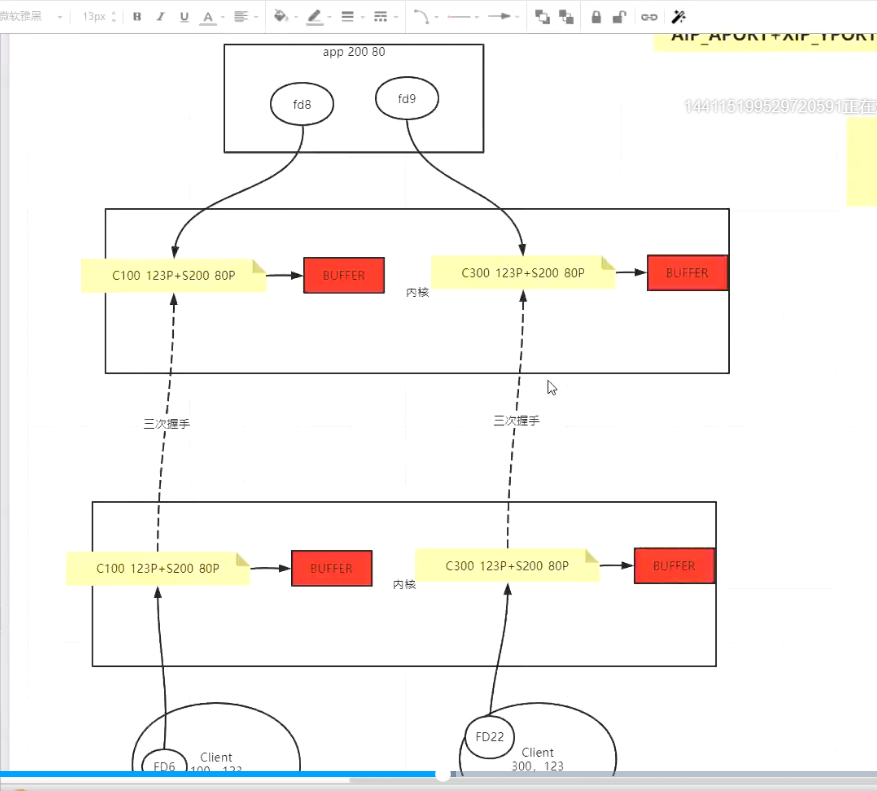 微软雅黑
13px
B I U A
AIP_APORT+XIP_YPORT
144115199529720591正在
app 200 80
fd8
fd9
C100 123P+S200 80P
BUFFER
内核
C300 123P+S200 80P
BUFFER
三次握手
三次握手
C100 123P+S200 80P
BUFFER
内核
C300 123P+S200 80P
BUFFER
FD22
Client
300，123
FD6
Client
100，123